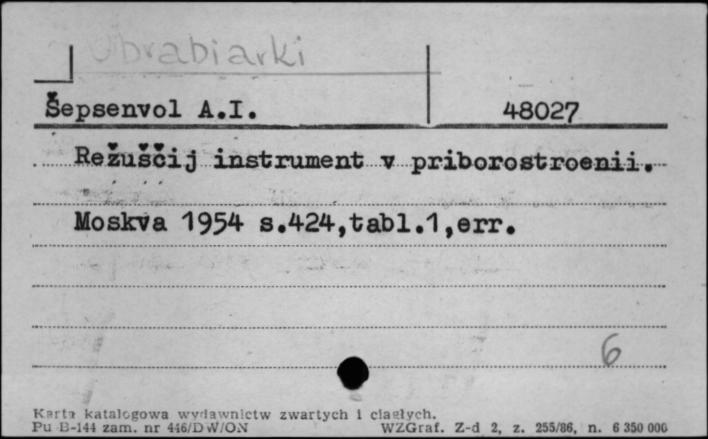 Obrabiarki
Šepsenvol A.I. 48027
Režuščij instrument v priborostroenii.
Moskva 1954 s.424,tabl.1,err.
6
Karta katalogowa wydawnictw zwartych i ciągłych.
Pu B-144 zam. nr 446/DW/ON WZGraf. Z-d 2, z. 255/86, n. 6 350 000